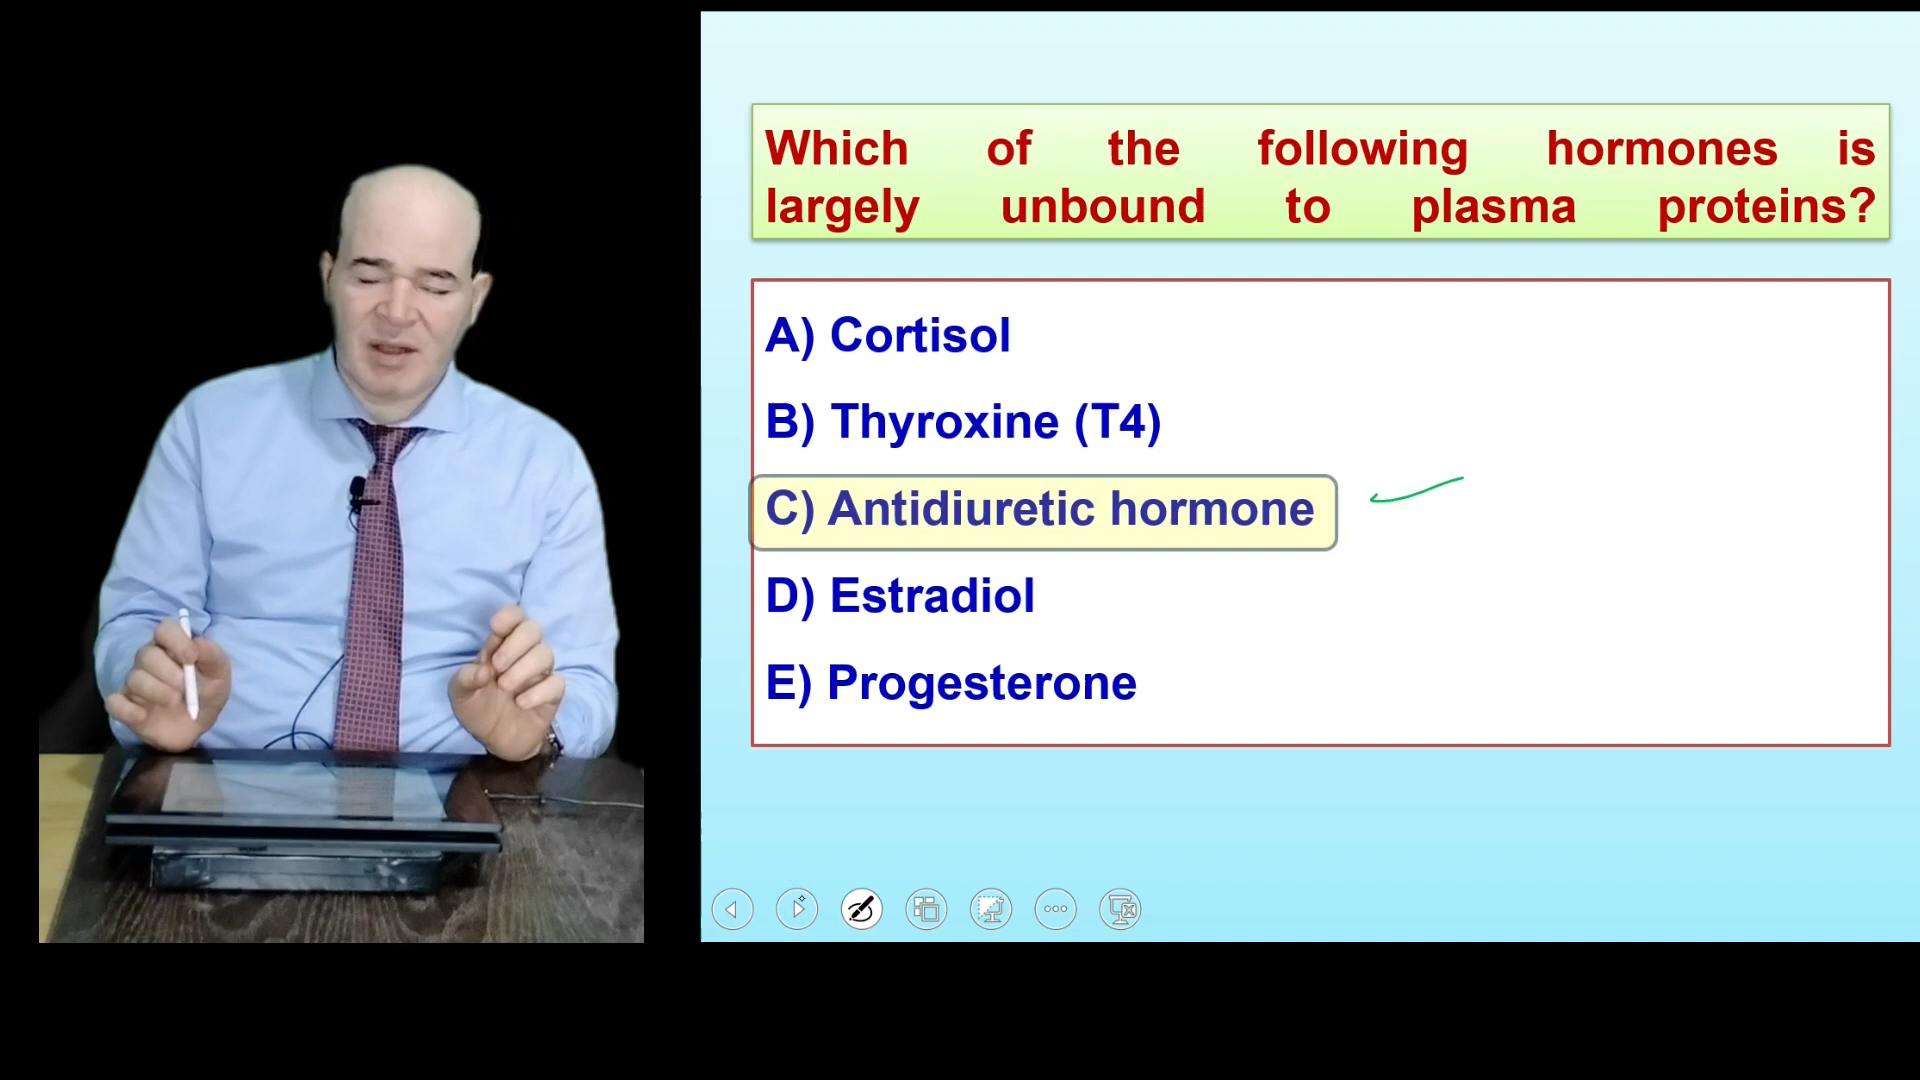 Which of the following hormones is
largely unbound to plasma proteins?
A) Cortisol
B) Thyroxine (T4)
C) Antidiuretic hormone
D) Estradiol
E) Progesterone